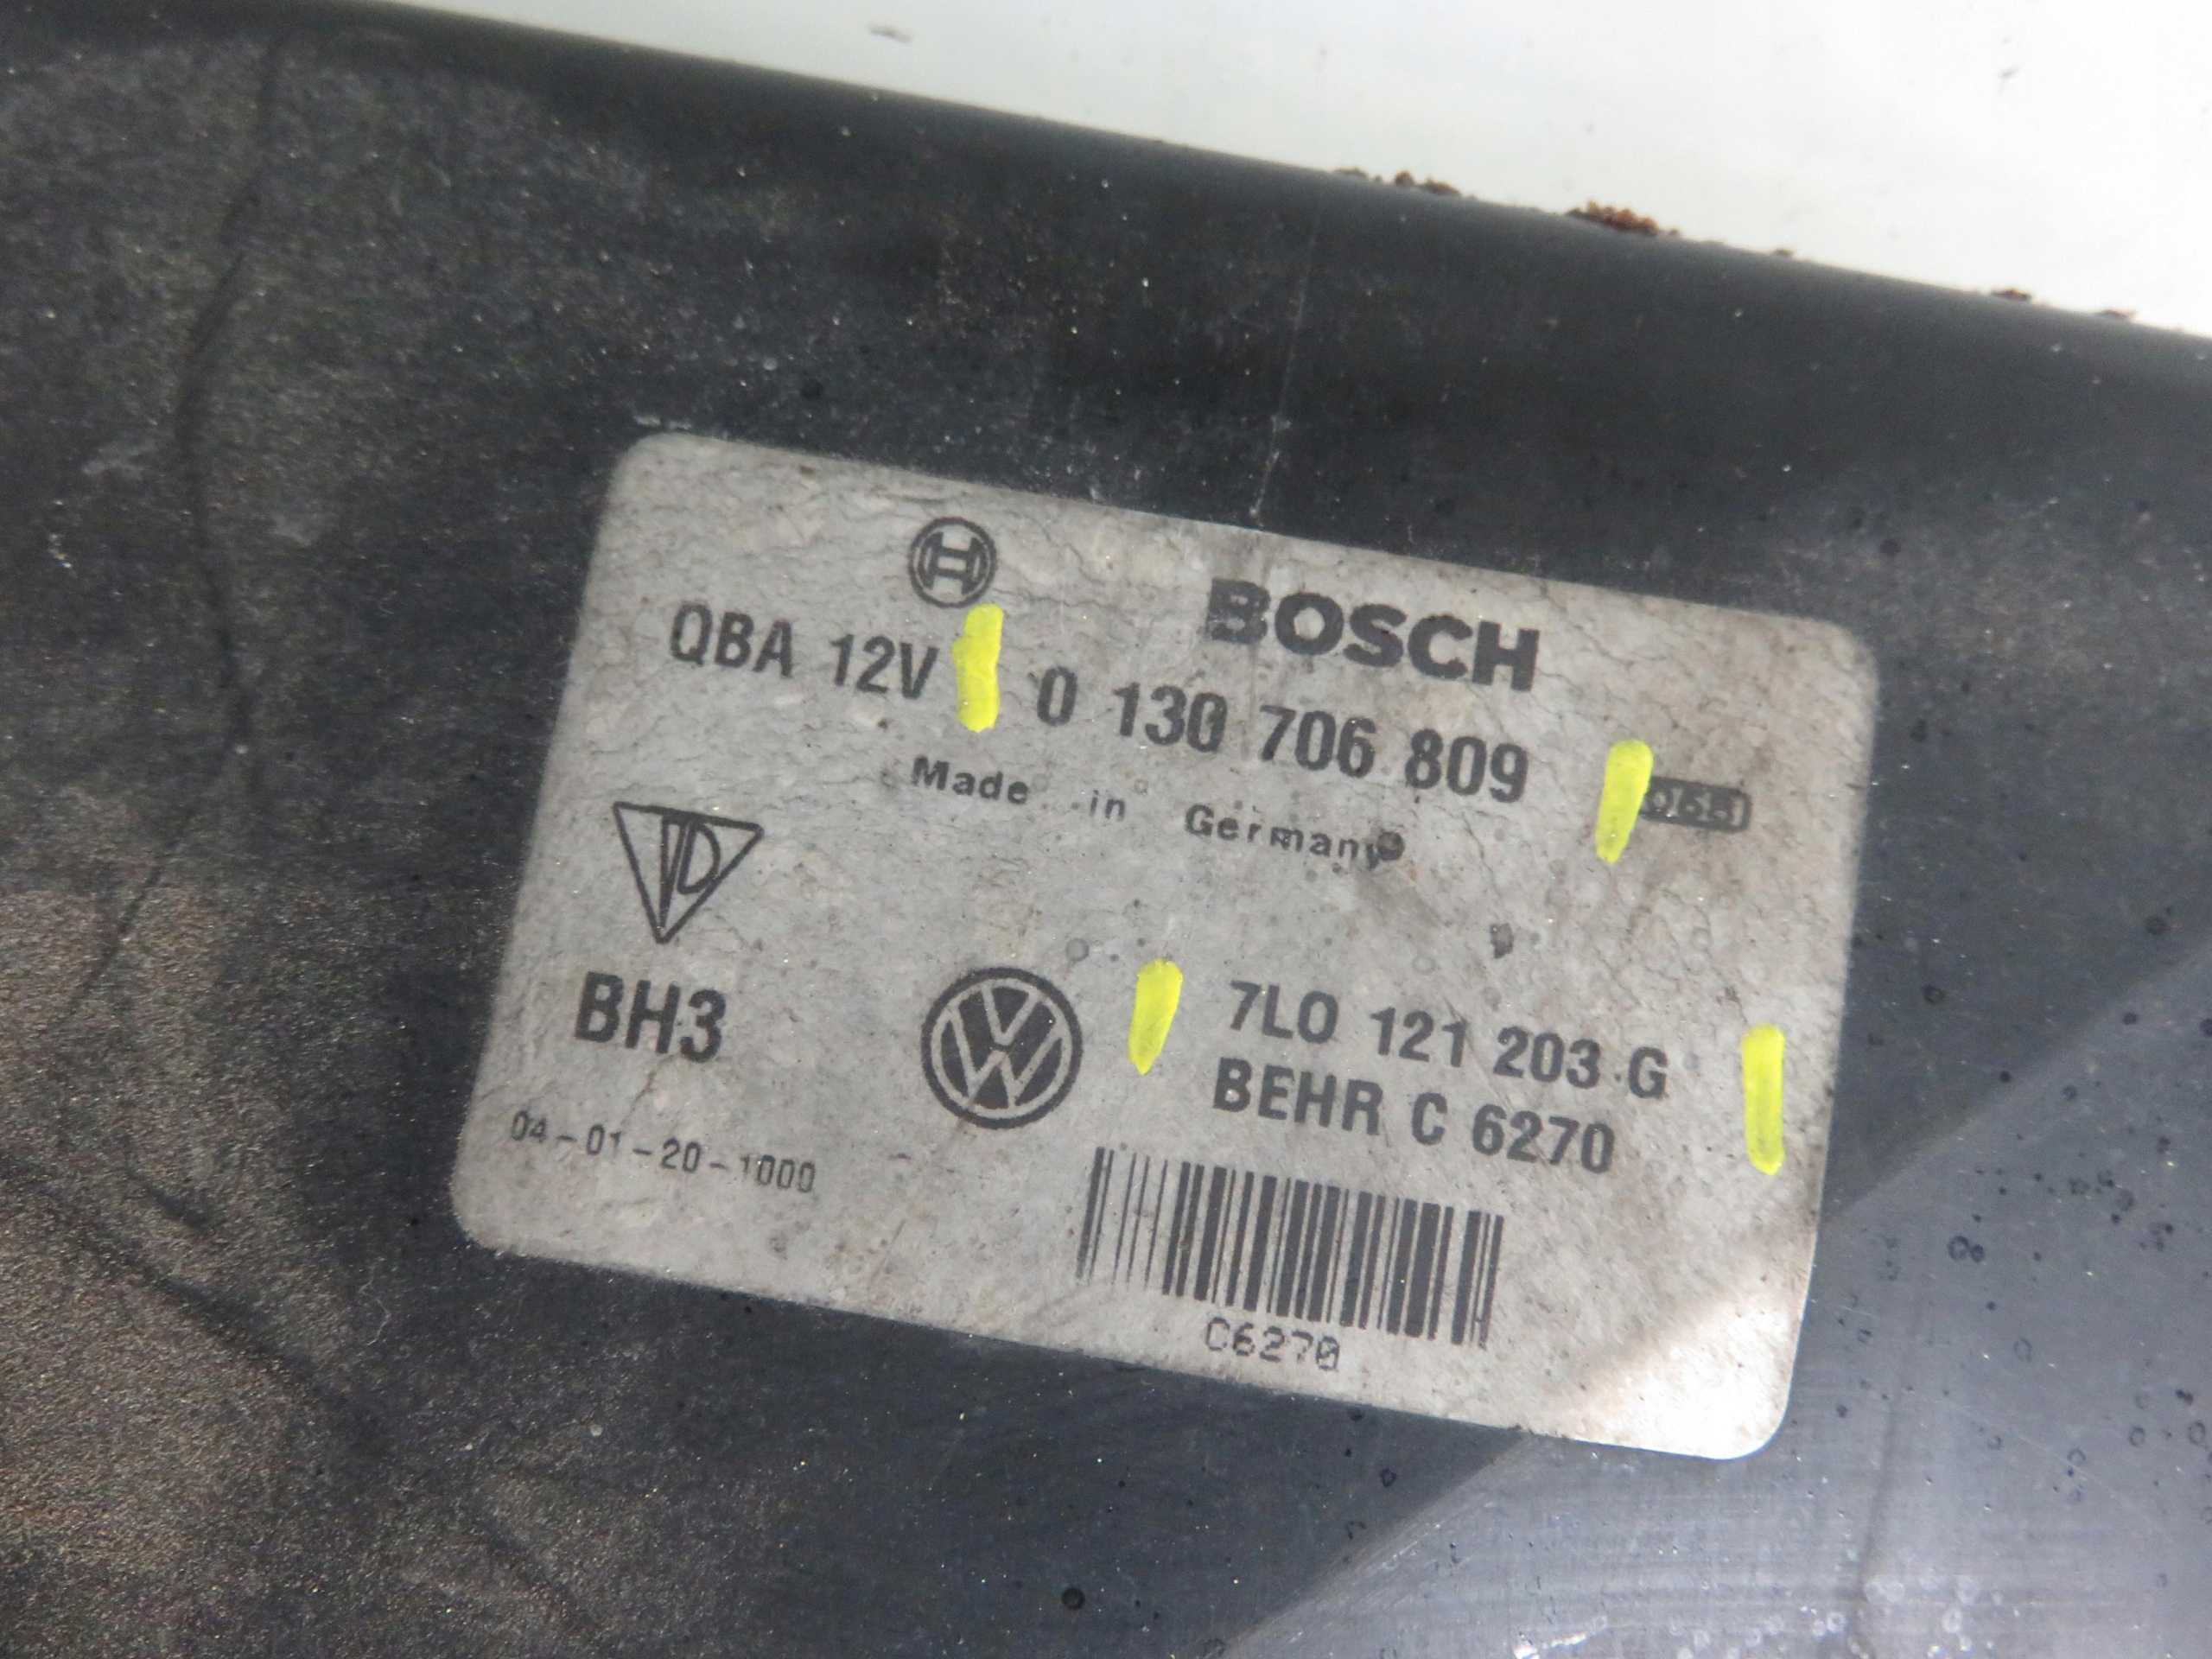 BOSCH
QBA 12V 0 130 706 809
Made in Germany
BH3
7L0 121 203 G
BEHR C 6270
04-01-20-1000
C6270